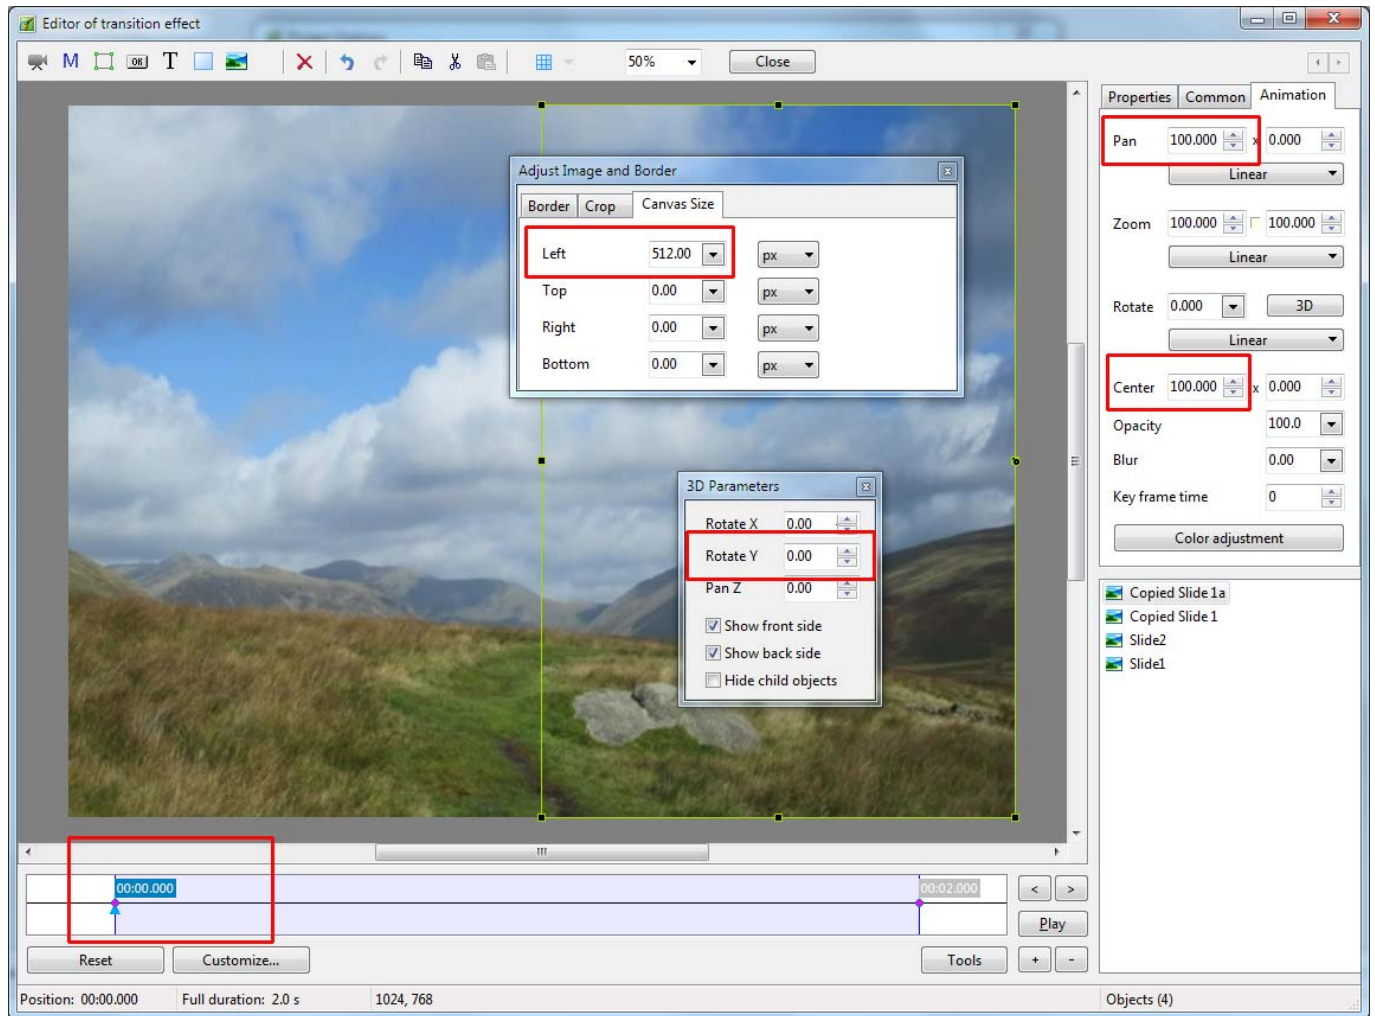 Editor of transition effect
M OK T 50% Close
Properties Common Animation
Pan 100.000 x 0.000
Linear
Zoom 100.000 100.000
Linear
Rotate 0.000 3D
Linear
Center 100.000 x 0.000
Opacity 100.0
Blur 0.00
Key frame time 0
Color adjustment
Adjust Image and Border
Border Crop Canvas Size
Left 512.00 px
Top 0.00 px
Right 0.00 px
Bottom 0.00 px
3D Parameters
Rotate X 0.00
Rotate Y 0.00
Pan Z 0.00
Show front side
Show back side
Hide child objects
Copied Slide 1a
Copied Slide 1
Slide2
Slide1
00:00.000 00:02.000
< >
Play
Reset Customize... Tools + -
Position: 00:00.000 Full duration: 2.0 s 1024, 768 Objects (4)